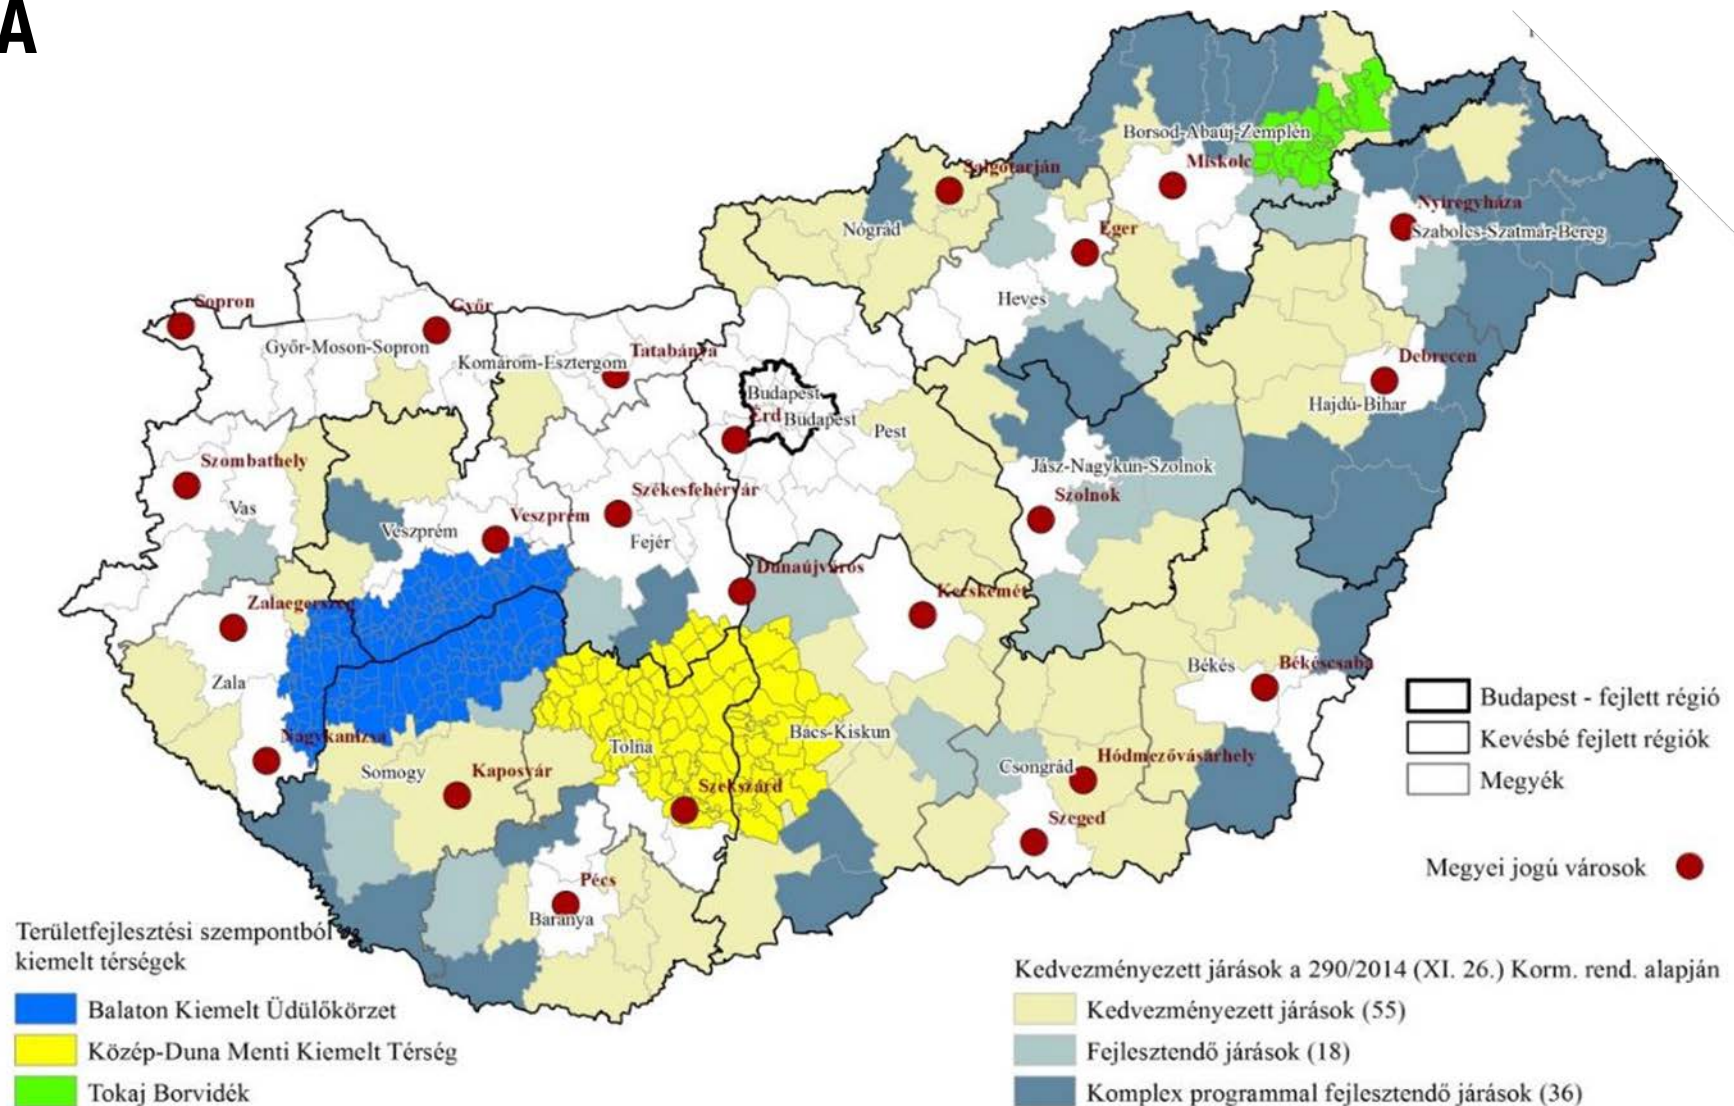 A
Borsod-Abaúj-Zemplén
Salgótarján
Miskolc
Nyíregyháza
Nógrád
Eger
Szabolcs-Szatmár-Bereg
Sopron
Győr
Heves
Győr-Moson-Sopron
Komárom-Esztergom
Tatabánya
Debrecen
Budapest
Érd
Budapest
Pest
Hajdú-Bihar
Szombathely
Jász-Nagykun-Szolnok
Székesfehérvár
Szolnok
Vas
Veszprém
Veszprém
Fejér
Dunaújváros
Kecskemét
Zalaegerszeg
Békés
Békéscsaba
Zala
Nagykanizsa
Tolna
Bács-Kiskun
Somogy
Kaposvár
Szekszárd
Csongrád
Hódmezővásárhely
Szeged
Pécs
Baranya
Budapest - fejlett régió
Kevésbé fejlett régiók
Megyék
Megyei jogú városok
Területfejlesztési szempontból
kiemelt térségek
Balaton Kiemelt Üdülőkörzet
Közép-Duna Menti Kiemelt Térség
Tokaj Borvidék
Kedvezményezett járások a 290/2014 (XI. 26.) Korm. rend. alapján
Kedvezményezett járások (55)
Fejlesztendő járások (18)
Komplex programmal fejlesztendő járások (36)